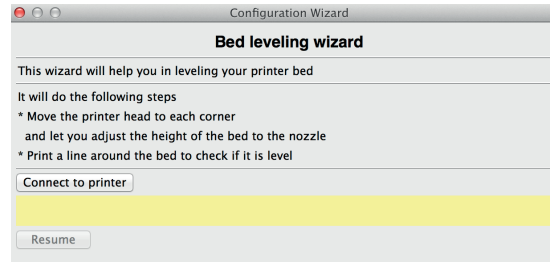 Configuration Wizard
Bed leveling wizard
This wizard will help you in leveling your printer bed
It will do the following steps
* Move the printer head to each corner
and let you adjust the height of the bed to the nozzle
* Print a line around the bed to check if it is level
Connect to printer
Resume